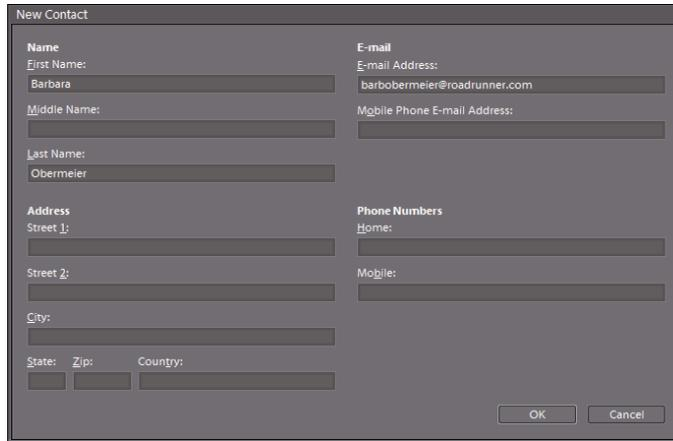 New Contact
Name
First Name:
Barbara
Middle Name:
Last Name:
Obermeier
E-mail
E-mail Address:
barbobermeier@roadrunner.com
Mobile Phone E-mail Address:
Address
Street 1:
Street 2:
City:
State: Zip: Country:
Phone Numbers
Home:
Mobile:
OK Cancel